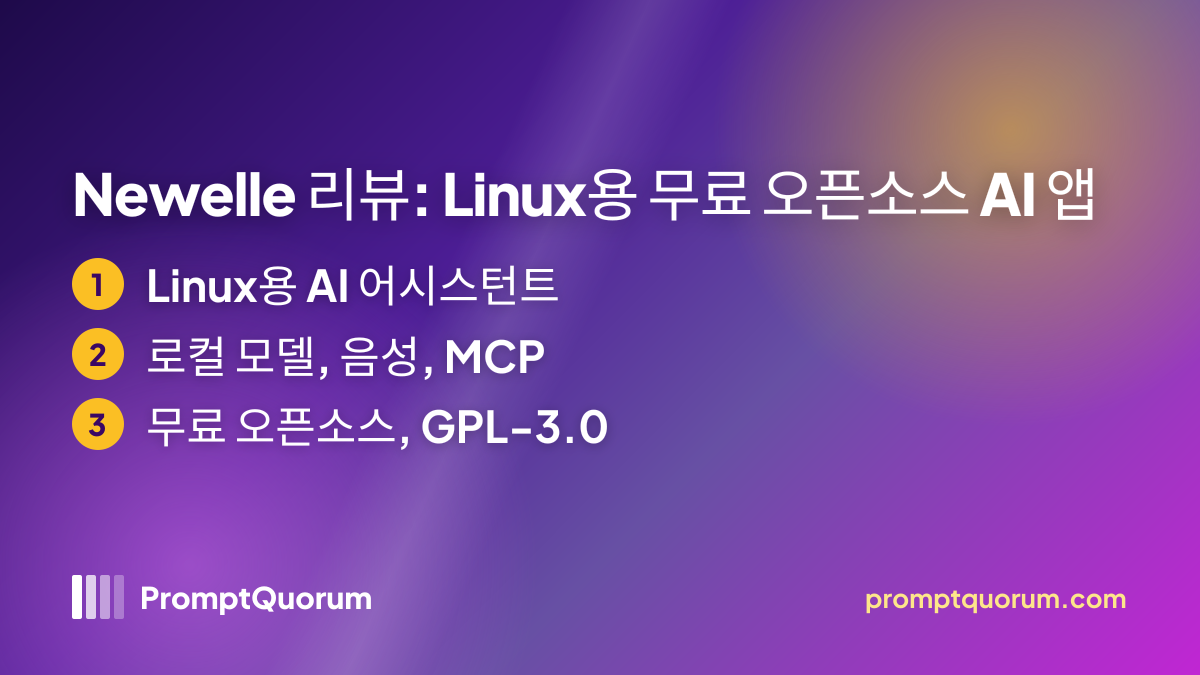 Newelle 리뷰: Linux용 무료 오픈소스 AI 앱
1 Linux용 AI 어시스턴트
2 로컬 모델, 음성, MCP
3 무료 오픈소스, GPL-3.0
PromptQuorum
promptquorum.com